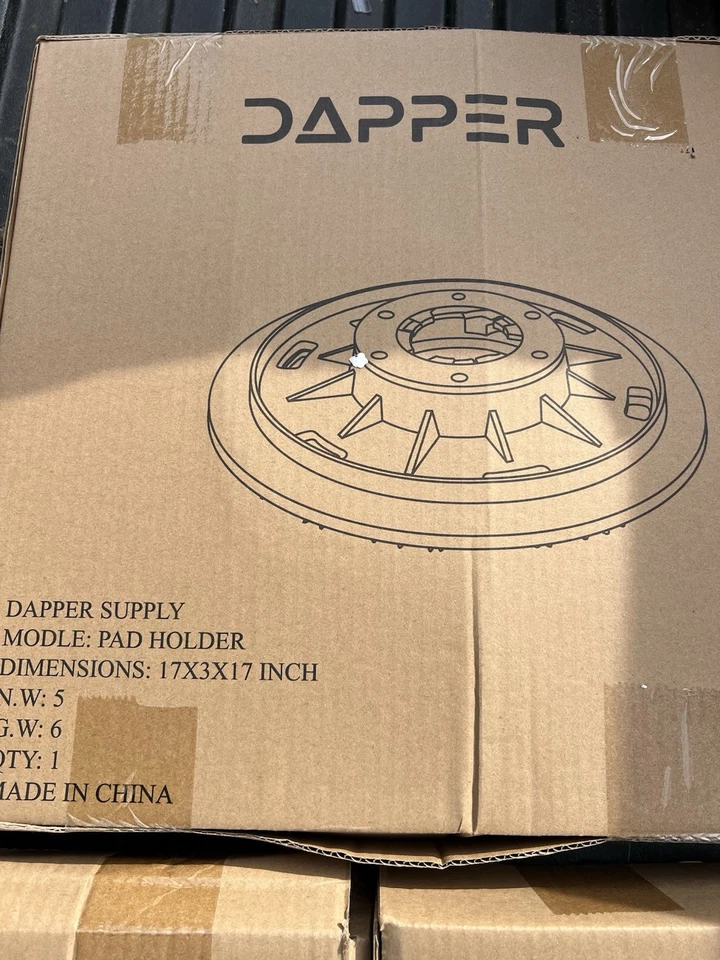 DAPPER
DAPPER SUPPLY
MODLE: PAD HOLDER
DIMENSIONS: 17X3X17 INCH
N.W: 5
G.W: 6
QTY: 1
MADE IN CHINA